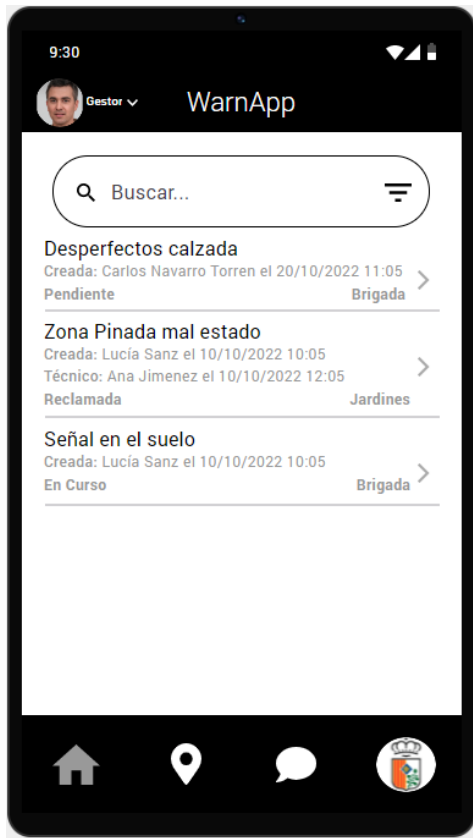 9:30
Gestor
WarnApp
Buscar...
Desperfectos calzada
Creada: Carlos Navarro Torren el 20/10/2022 11:05
Pendiente Brigada
Zona Pinada mal estado
Creada: Lucía Sanz el 10/10/2022 10:05
Técnico: Ana Jimenez el 10/10/2022 12:05
Reclamada Jardines
Señal en el suelo
Creada: Lucía Sanz el 10/10/2022 10:05
En Curso Brigada